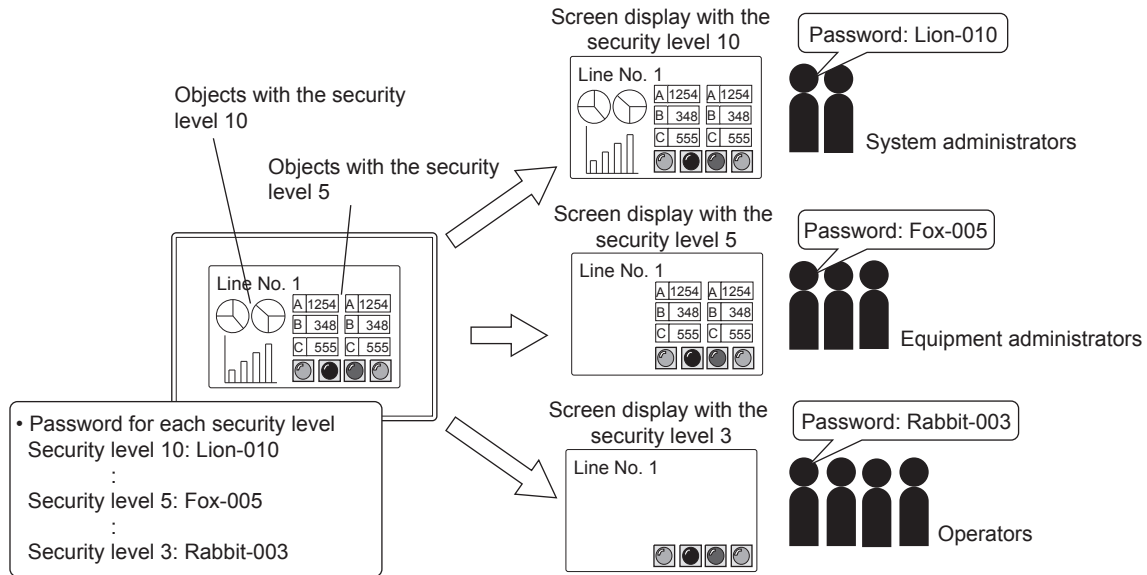 Objects with the security
level 10
Objects with the security
level 5
Line No. 1
A 1254 A 1254
B 348 B 348
C 555 C 555
• Password for each security level
Security level 10: Lion-010
:
Security level 5: Fox-005
:
Security level 3: Rabbit-003
Screen display with the
security level 10
Line No. 1
A 1254 A 1254
B 348 B 348
C 555 C 555
Password: Lion-010
System administrators
Screen display with the
security level 5
Line No. 1
A 1254 A 1254
B 348 B 348
C 555 C 555
Password: Fox-005
Equipment administrators
Screen display with the
security level 3
Line No. 1
Password: Rabbit-003
Operators